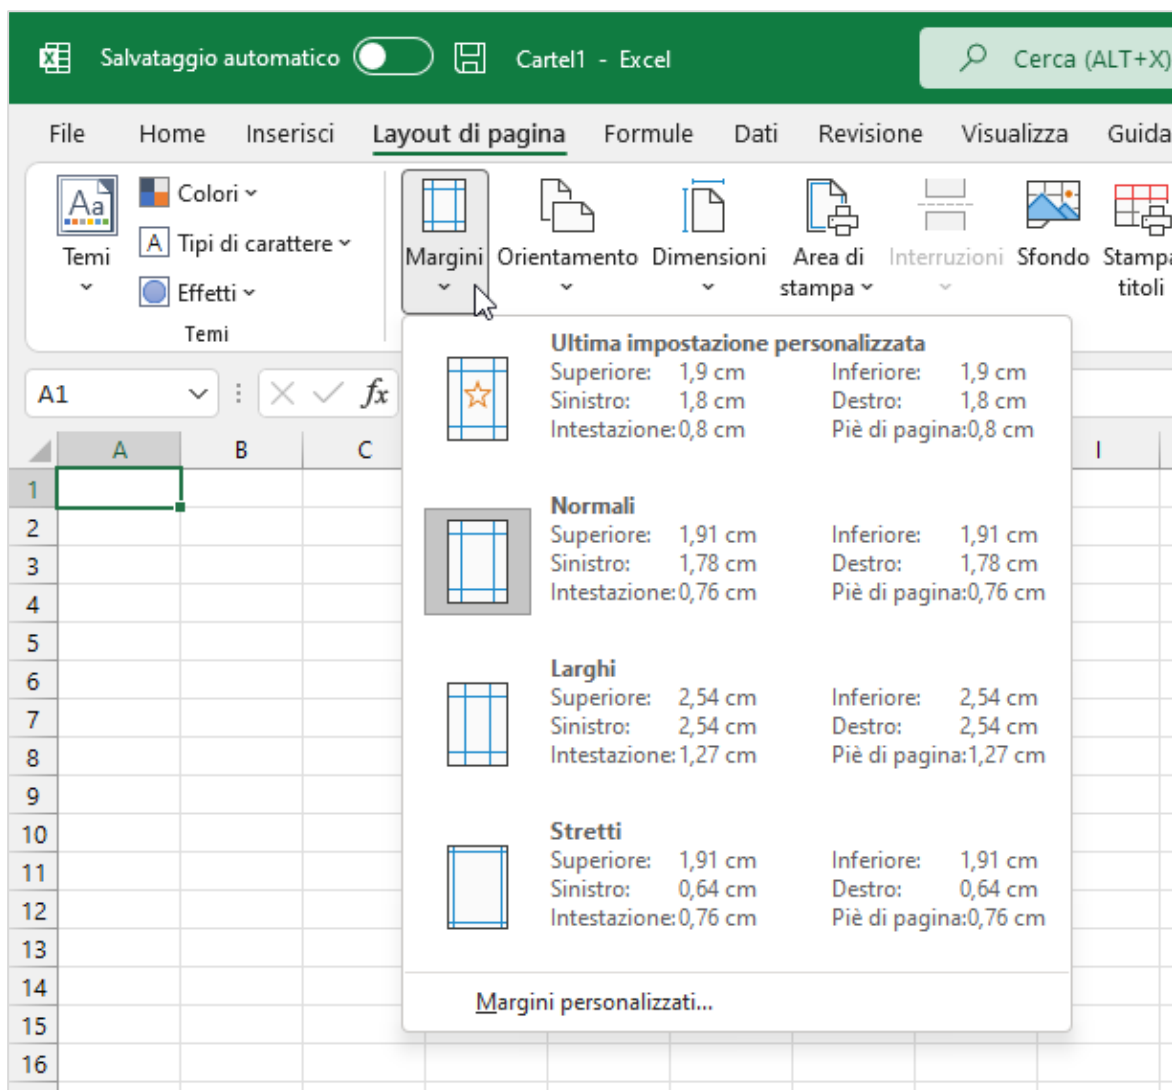 Salvataggio automatico Cartel1 - Excel Cerca (ALT+X)
File Home Inserisci Layout di pagina Formule Dati Revisione Visualizza Guida
Aa Temi
Colori
A Tipi di carattere
Effetti
Temi
Margini Orientamento Dimensioni Area di stampa Interruzioni Sfondo Stampa titoli
A1 fx
A B C I
Ultima impostazione personalizzata
Superiore: 1,9 cm Inferiore: 1,9 cm
Sinistro: 1,8 cm Destro: 1,8 cm
Intestazione: 0,8 cm Piè di pagina: 0,8 cm
Normali
Superiore: 1,91 cm Inferiore: 1,91 cm
Sinistro: 1,78 cm Destro: 1,78 cm
Intestazione: 0,76 cm Piè di pagina: 0,76 cm
Larghi
Superiore: 2,54 cm Inferiore: 2,54 cm
Sinistro: 2,54 cm Destro: 2,54 cm
Intestazione: 1,27 cm Piè di pagina: 1,27 cm
Stretti
Superiore: 1,91 cm Inferiore: 1,91 cm
Sinistro: 0,64 cm Destro: 0,64 cm
Intestazione: 0,76 cm Piè di pagina: 0,76 cm
Margini personalizzati...
1
2
3
4
5
6
7
8
9
10
11
12
13
14
15
16